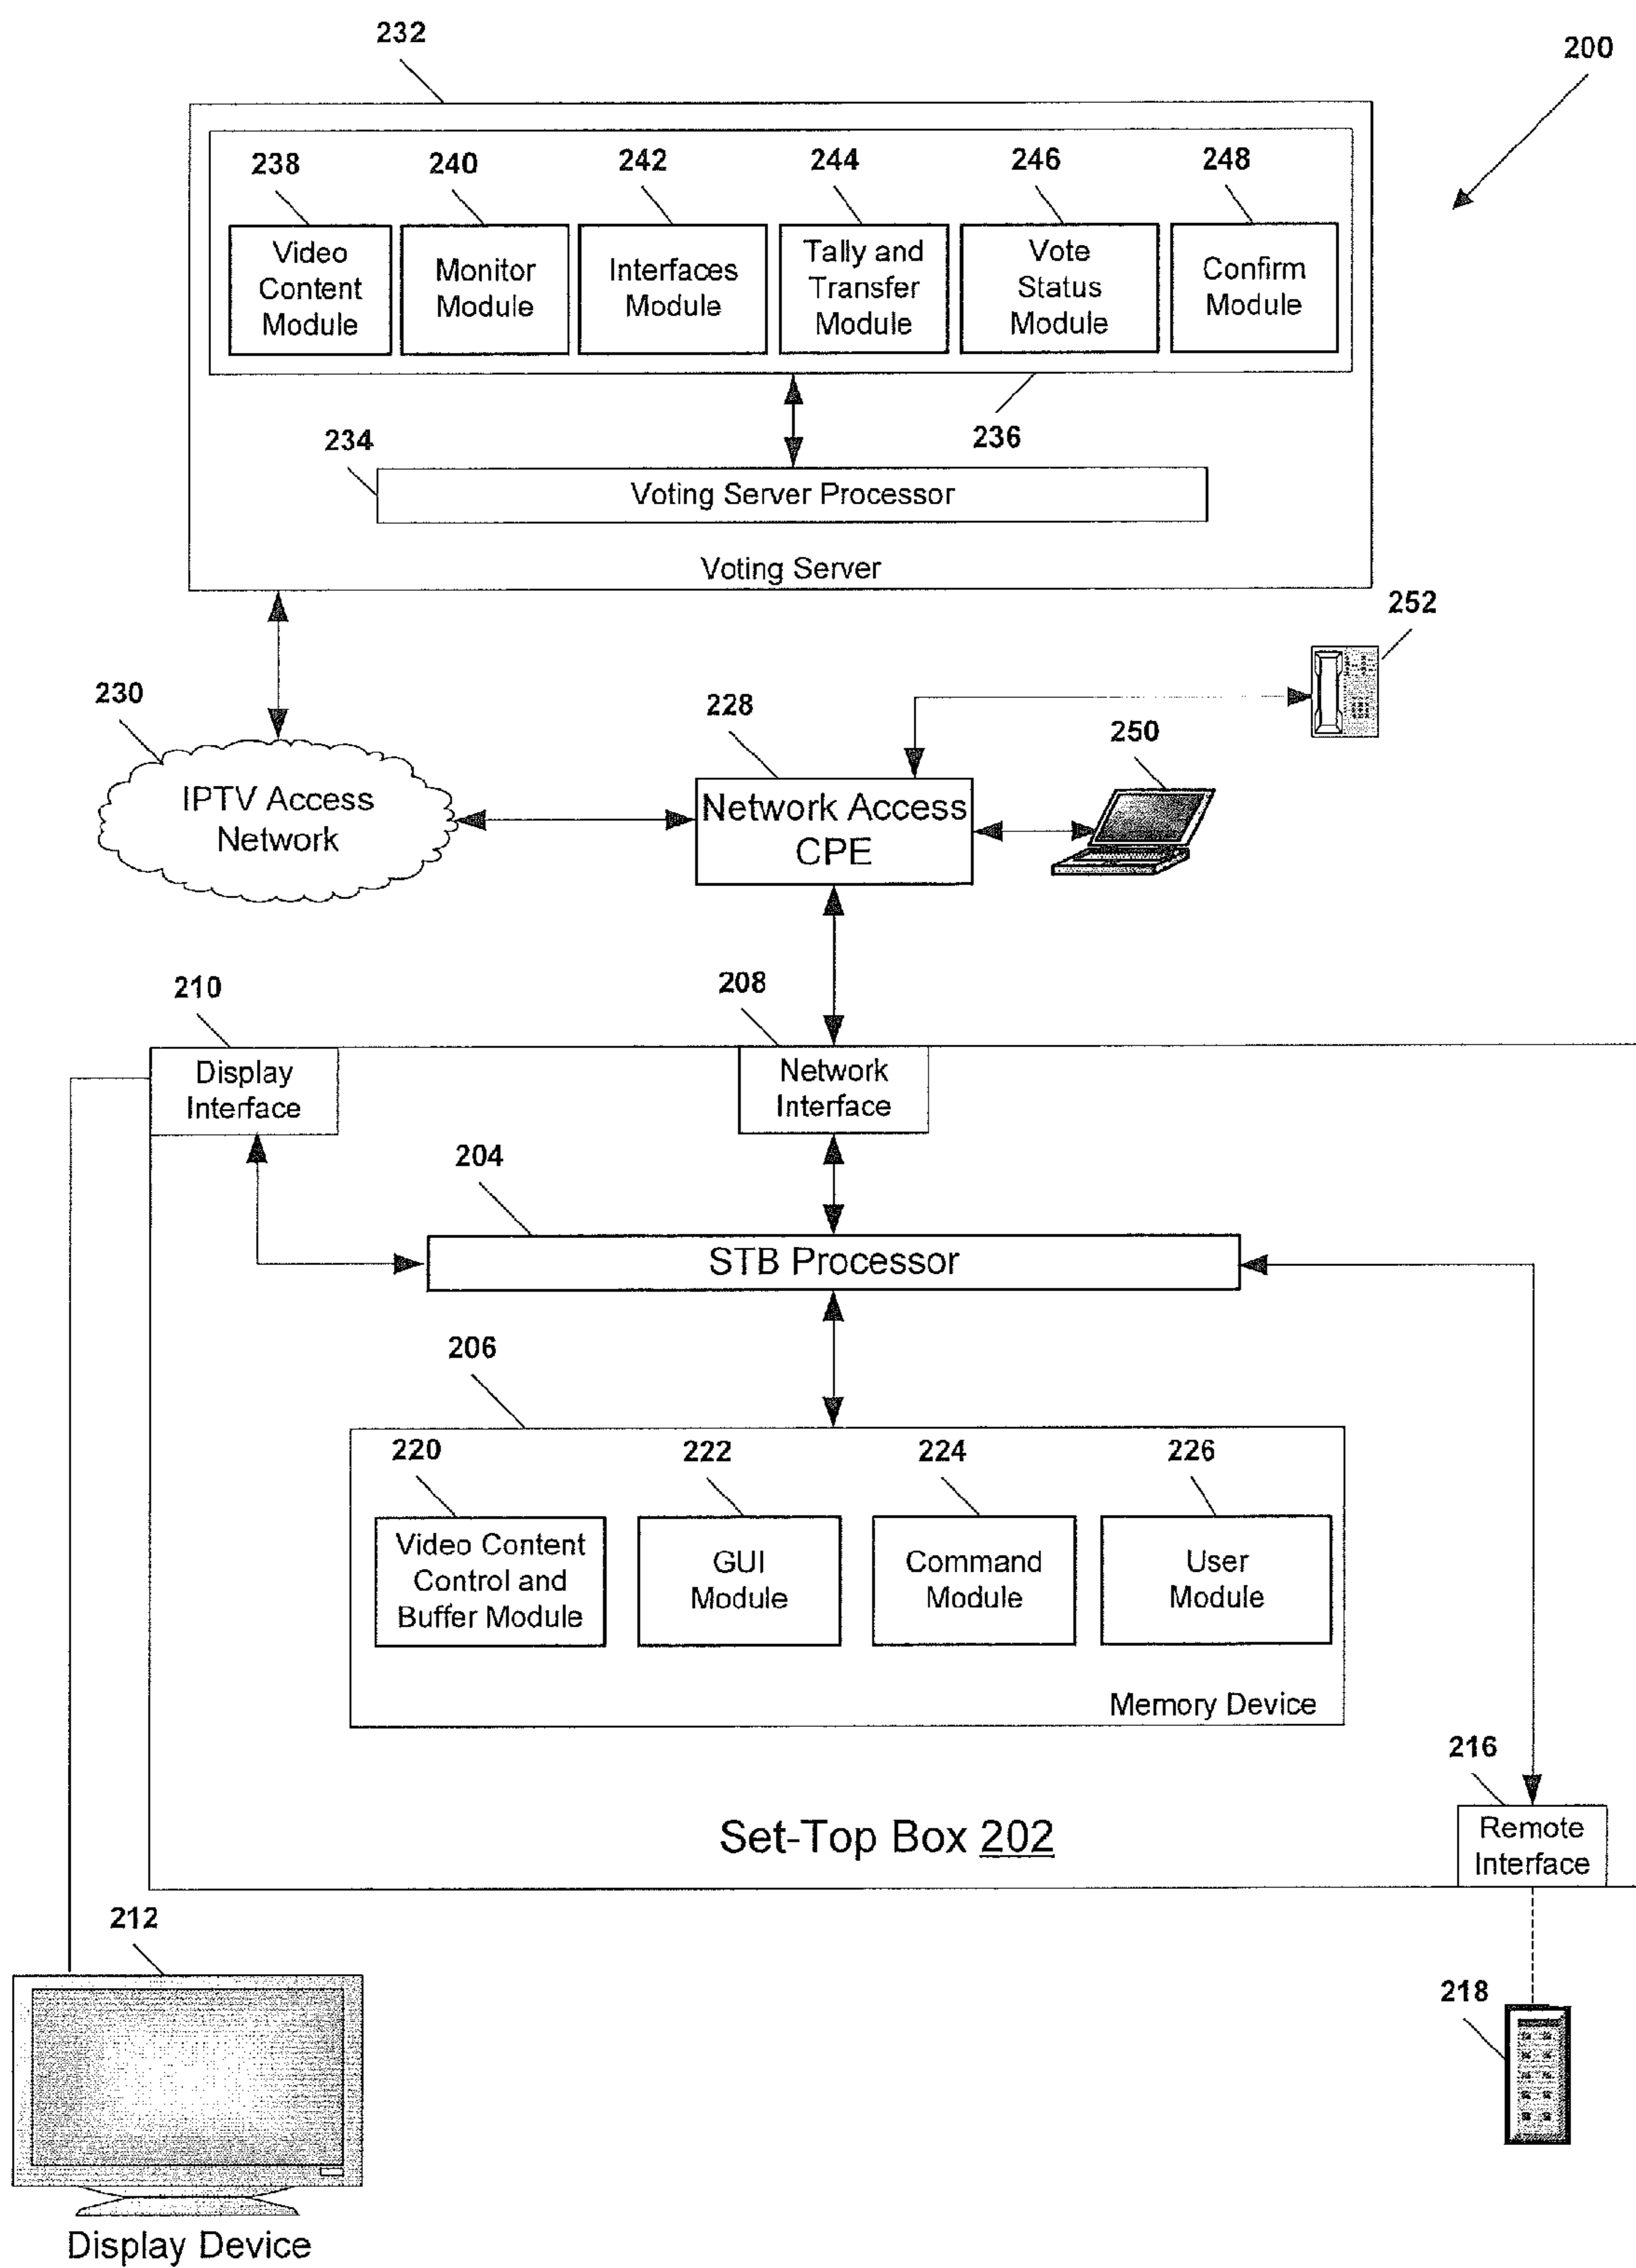 232
200
238
240
242
244
246
248
Video
Content
Module
Monitor
Module
Interfaces
Module
Tally and
Transfer
Module
Vote
Status
Module
Confirm
Module
234
236
Voting Server Processor
Voting Server
252
230
228
250
IPTV Access
Network
Network Access
CPE
210
208
Display
Interface
Network
Interface
204
STB Processor
206
220
222
224
226
Video Content
Control and
Buffer Module
GUI
Module
Command
Module
User
Module
Memory Device
216
Set-Top Box 202
Remote
Interface
212
218
Display Device